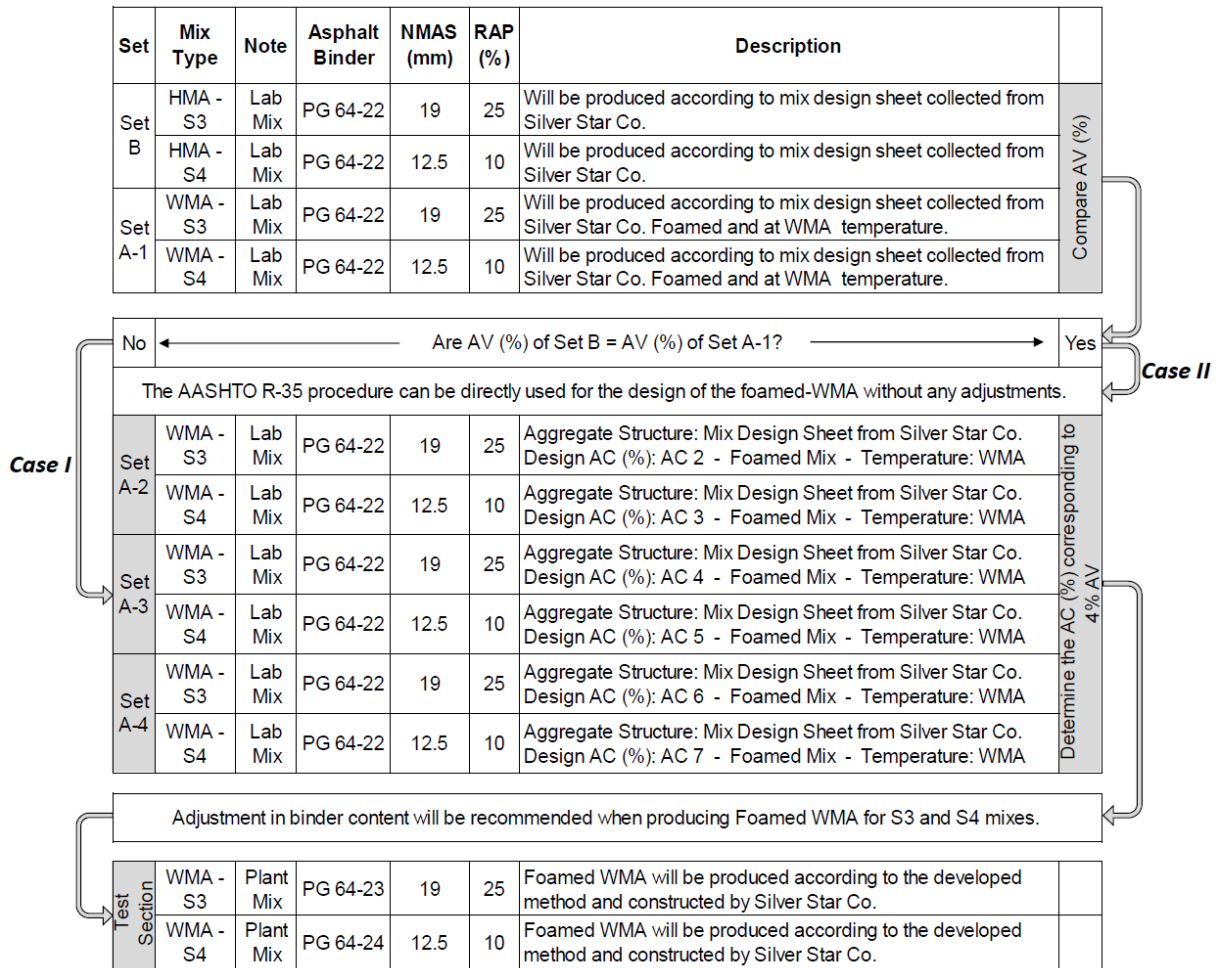 Set Mix Type Note Asphalt Binder NMAS (mm) RAP (%) Description
Set B
HMA - S3 Lab Mix PG 64-22 19 25 Will be produced according to mix design sheet collected from
Silver Star Co.
HMA - S4 Lab Mix PG 64-22 12.5 10 Will be produced according to mix design sheet collected from
Silver Star Co.
Set A-1
WMA - S3 Lab Mix PG 64-22 19 25 Will be produced according to mix design sheet collected from
Silver Star Co. Foamed and at WMA temperature.
WMA - S4 Lab Mix PG 64-22 12.5 10 Will be produced according to mix design sheet collected from
Silver Star Co. Foamed and at WMA temperature.
Compare AV (%)
No Are AV (%) of Set B = AV (%) of Set A-1? Yes
Case II
The AASHTO R-35 procedure can be directly used for the design of the foamed-WMA without any adjustments.
Case I
Set A-2
WMA - S3 Lab Mix PG 64-22 19 25 Aggregate Structure: Mix Design Sheet from Silver Star Co.
Design AC (%): AC 2 - Foamed Mix - Temperature: WMA
WMA - S4 Lab Mix PG 64-22 12.5 10 Aggregate Structure: Mix Design Sheet from Silver Star Co.
Design AC (%): AC 3 - Foamed Mix - Temperature: WMA
Set A-3
WMA - S3 Lab Mix PG 64-22 19 25 Aggregate Structure: Mix Design Sheet from Silver Star Co.
Design AC (%): AC 4 - Foamed Mix - Temperature: WMA
WMA - S4 Lab Mix PG 64-22 12.5 10 Aggregate Structure: Mix Design Sheet from Silver Star Co.
Design AC (%): AC 5 - Foamed Mix - Temperature: WMA
Set A-4
WMA - S3 Lab Mix PG 64-22 19 25 Aggregate Structure: Mix Design Sheet from Silver Star Co.
Design AC (%): AC 6 - Foamed Mix - Temperature: WMA
WMA - S4 Lab Mix PG 64-22 12.5 10 Aggregate Structure: Mix Design Sheet from Silver Star Co.
Design AC (%): AC 7 - Foamed Mix - Temperature: WMA
Determine the AC (%) corresponding to
4% AV
Adjustment in binder content will be recommended when producing Foamed WMA for S3 and S4 mixes.
Test
Section
WMA - S3 Plant Mix PG 64-23 19 25 Foamed WMA will be produced according to the developed
method and constructed by Silver Star Co.
WMA - S4 Plant Mix PG 64-24 12.5 10 Foamed WMA will be produced according to the developed
method and constructed by Silver Star Co.